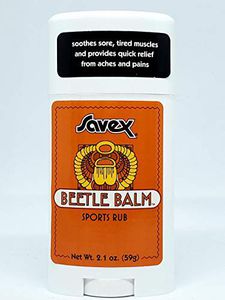 soothes sore, tired muscles
and provides quick relief
from aches and pains
Savex
BEETLE BALM™
SPORTS RUB
Net Wt. 2.1 oz. (59g)